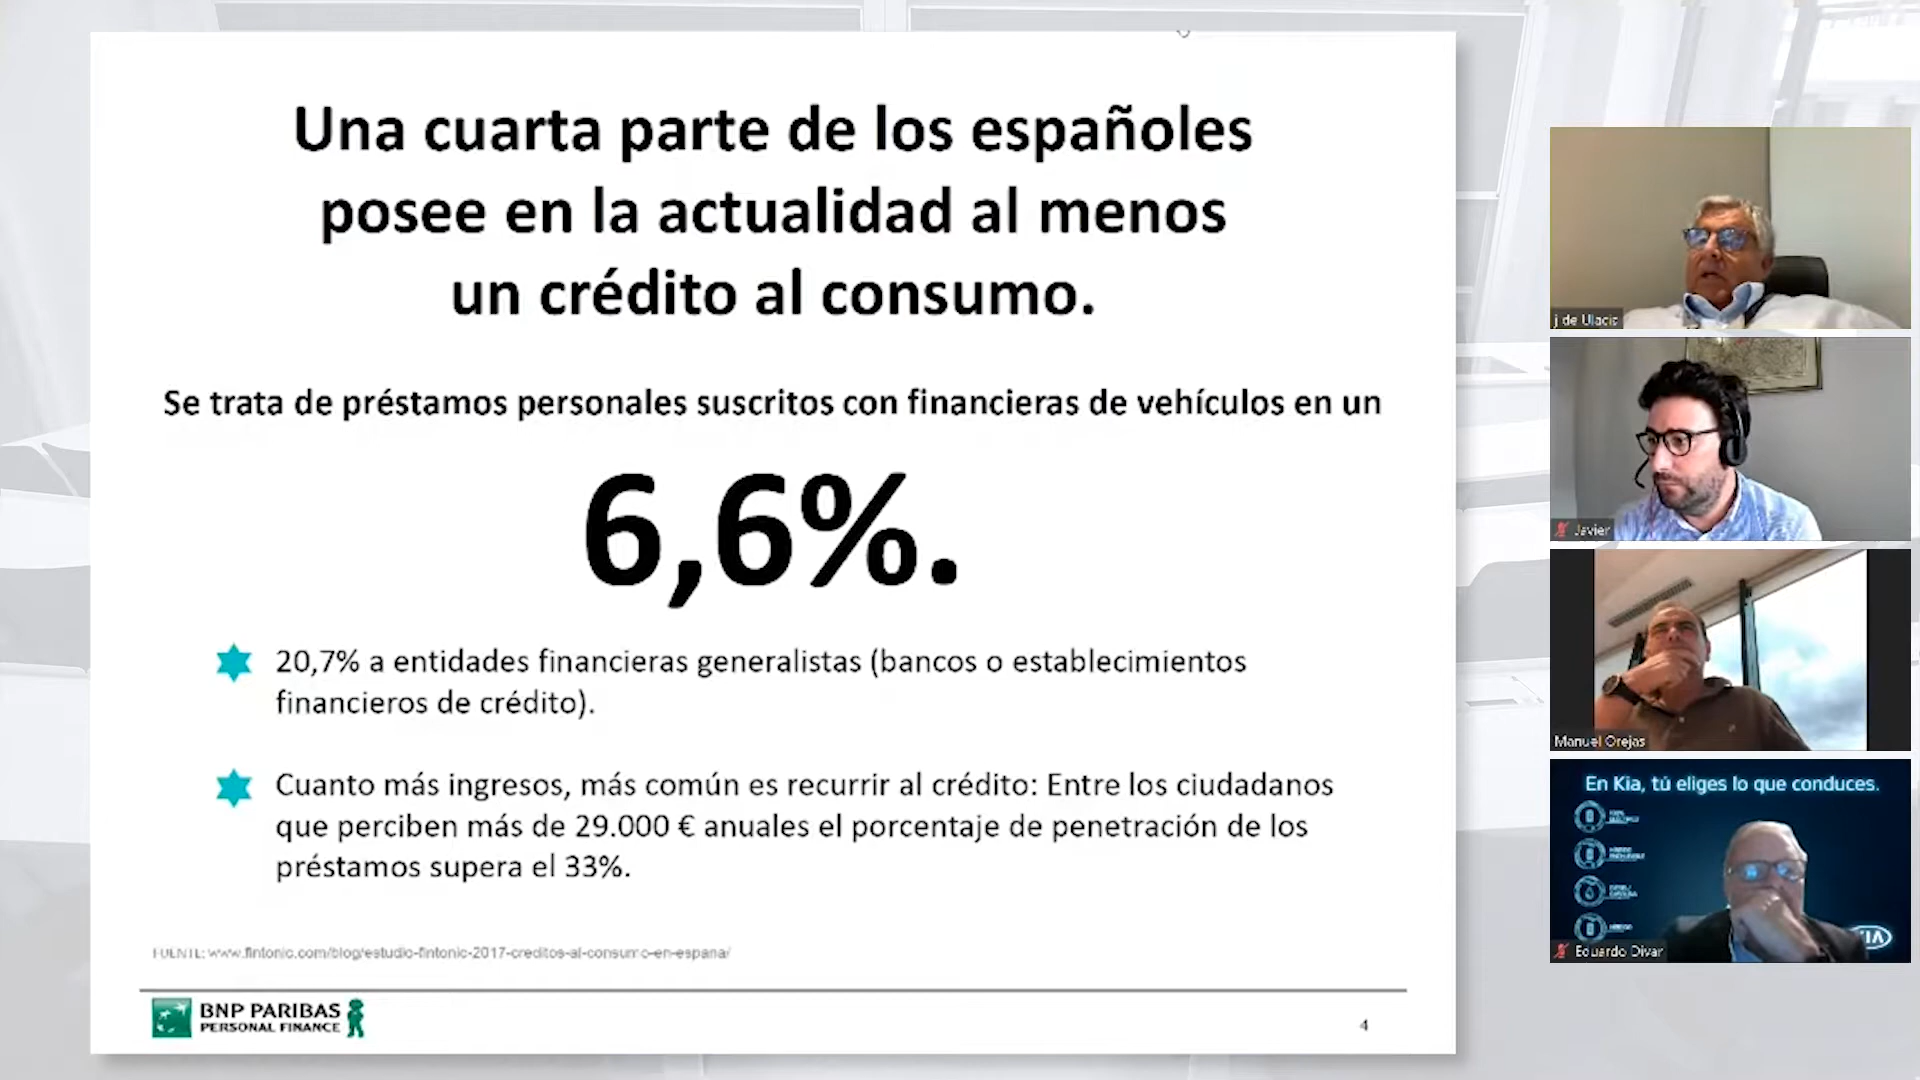 Una cuarta parte de los españoles
posee en la actualidad al menos
un crédito al consumo.
Se trata de préstamos personales suscritos con financieras de vehículos en un
6,6%.
20,7% a entidades financieras generalistas (bancos o establecimientos
financieros de crédito).
Cuanto más ingresos, más común es recurrir al crédito: Entre los ciudadanos
que perciben más de 29.000 € anuales el porcentaje de penetración de los
préstamos supera el 33%.
FUENTE: www.fintonic.com/blog/estudio-fintonic-2017-creditos-al-consumo-en-espana/
BNP PARIBAS
PERSONAL FINANCE
4
j de Ulacia
Javier
Manuel Orejas
En Kia, tú eliges lo que conduces.
KIA
Eduardo Divar